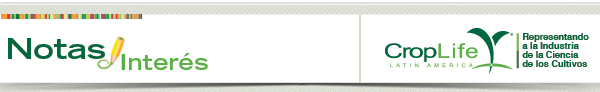 Notas
Interés
CropLife
LATIN AMERICA
Representando
a la Industria
de la Ciencia
de los Cultivos